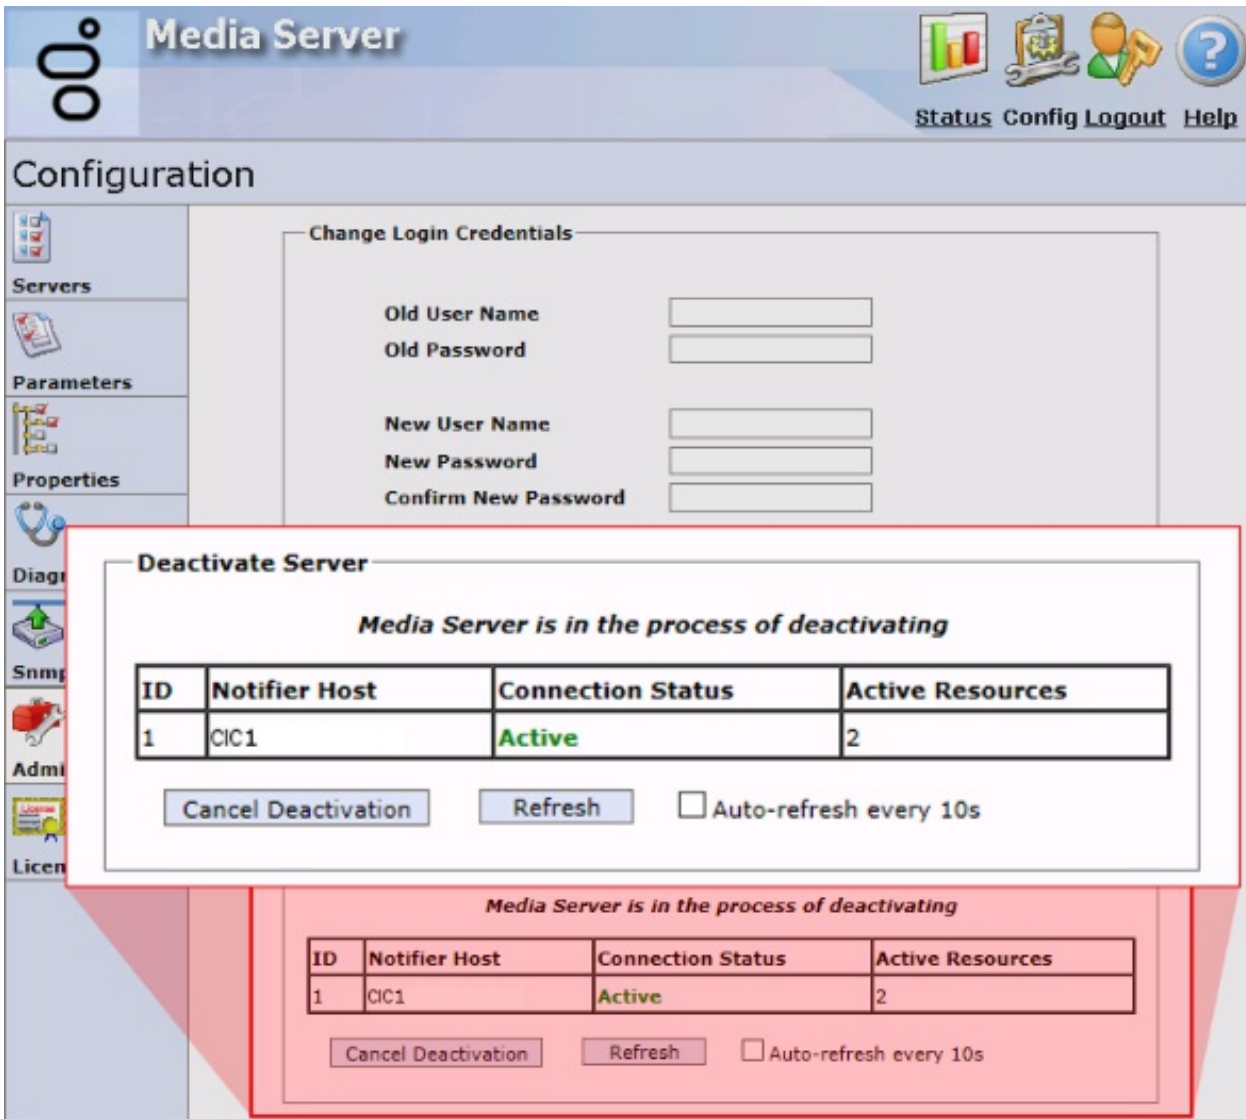 Media Server
Status Config Logout Help
Configuration
Servers
Parameters
Properties
Diagn
Snmp
Admi
Licen
Change Login Credentials
Old User Name
Old Password
New User Name
New Password
Confirm New Password
Deactivate Server
Media Server is in the process of deactivating
ID Notifier Host Connection Status Active Resources
1 CIC1 Active 2
Cancel Deactivation Refresh Auto-refresh every 10s
Media Server is in the process of deactivating
ID Notifier Host Connection Status Active Resources
1 CIC1 Active 2
Cancel Deactivation Refresh Auto-refresh every 10s